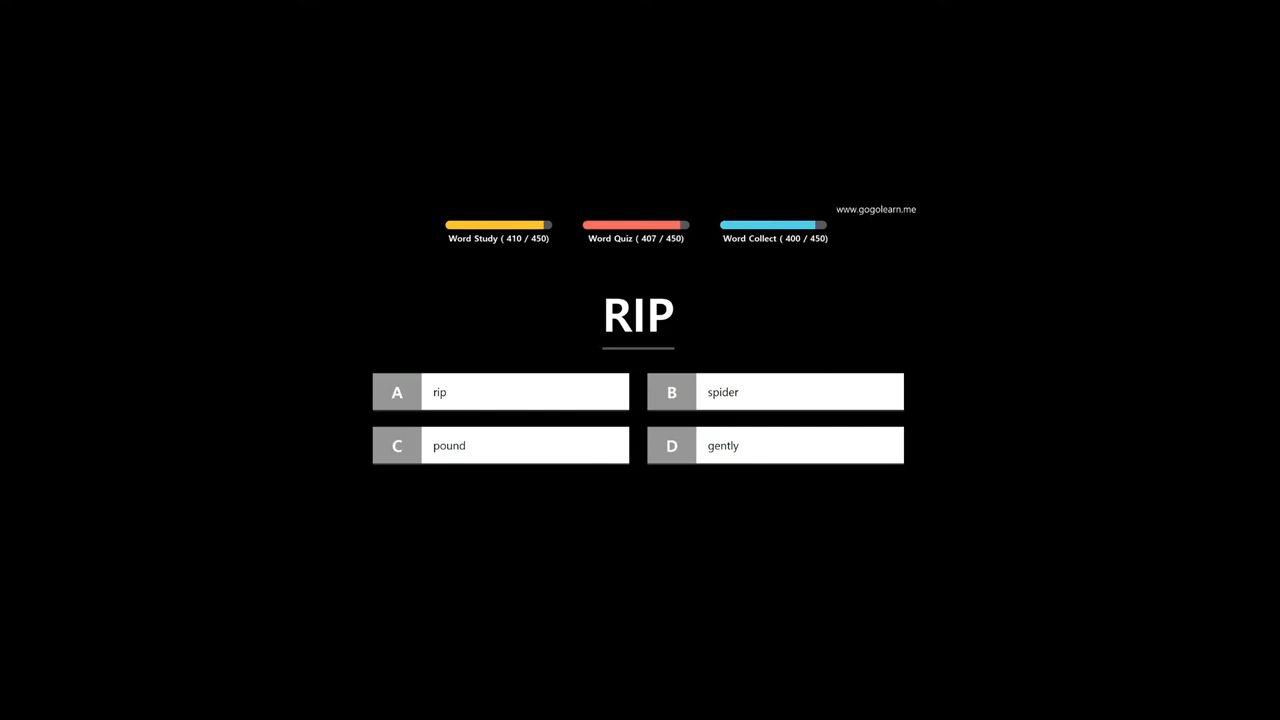 www.gogolearn.me
Word Study ( 410 / 450)
Word Quiz ( 407 / 450)
Word Collect ( 400 / 450)
RIP
A rip
B spider
C pound
D gently